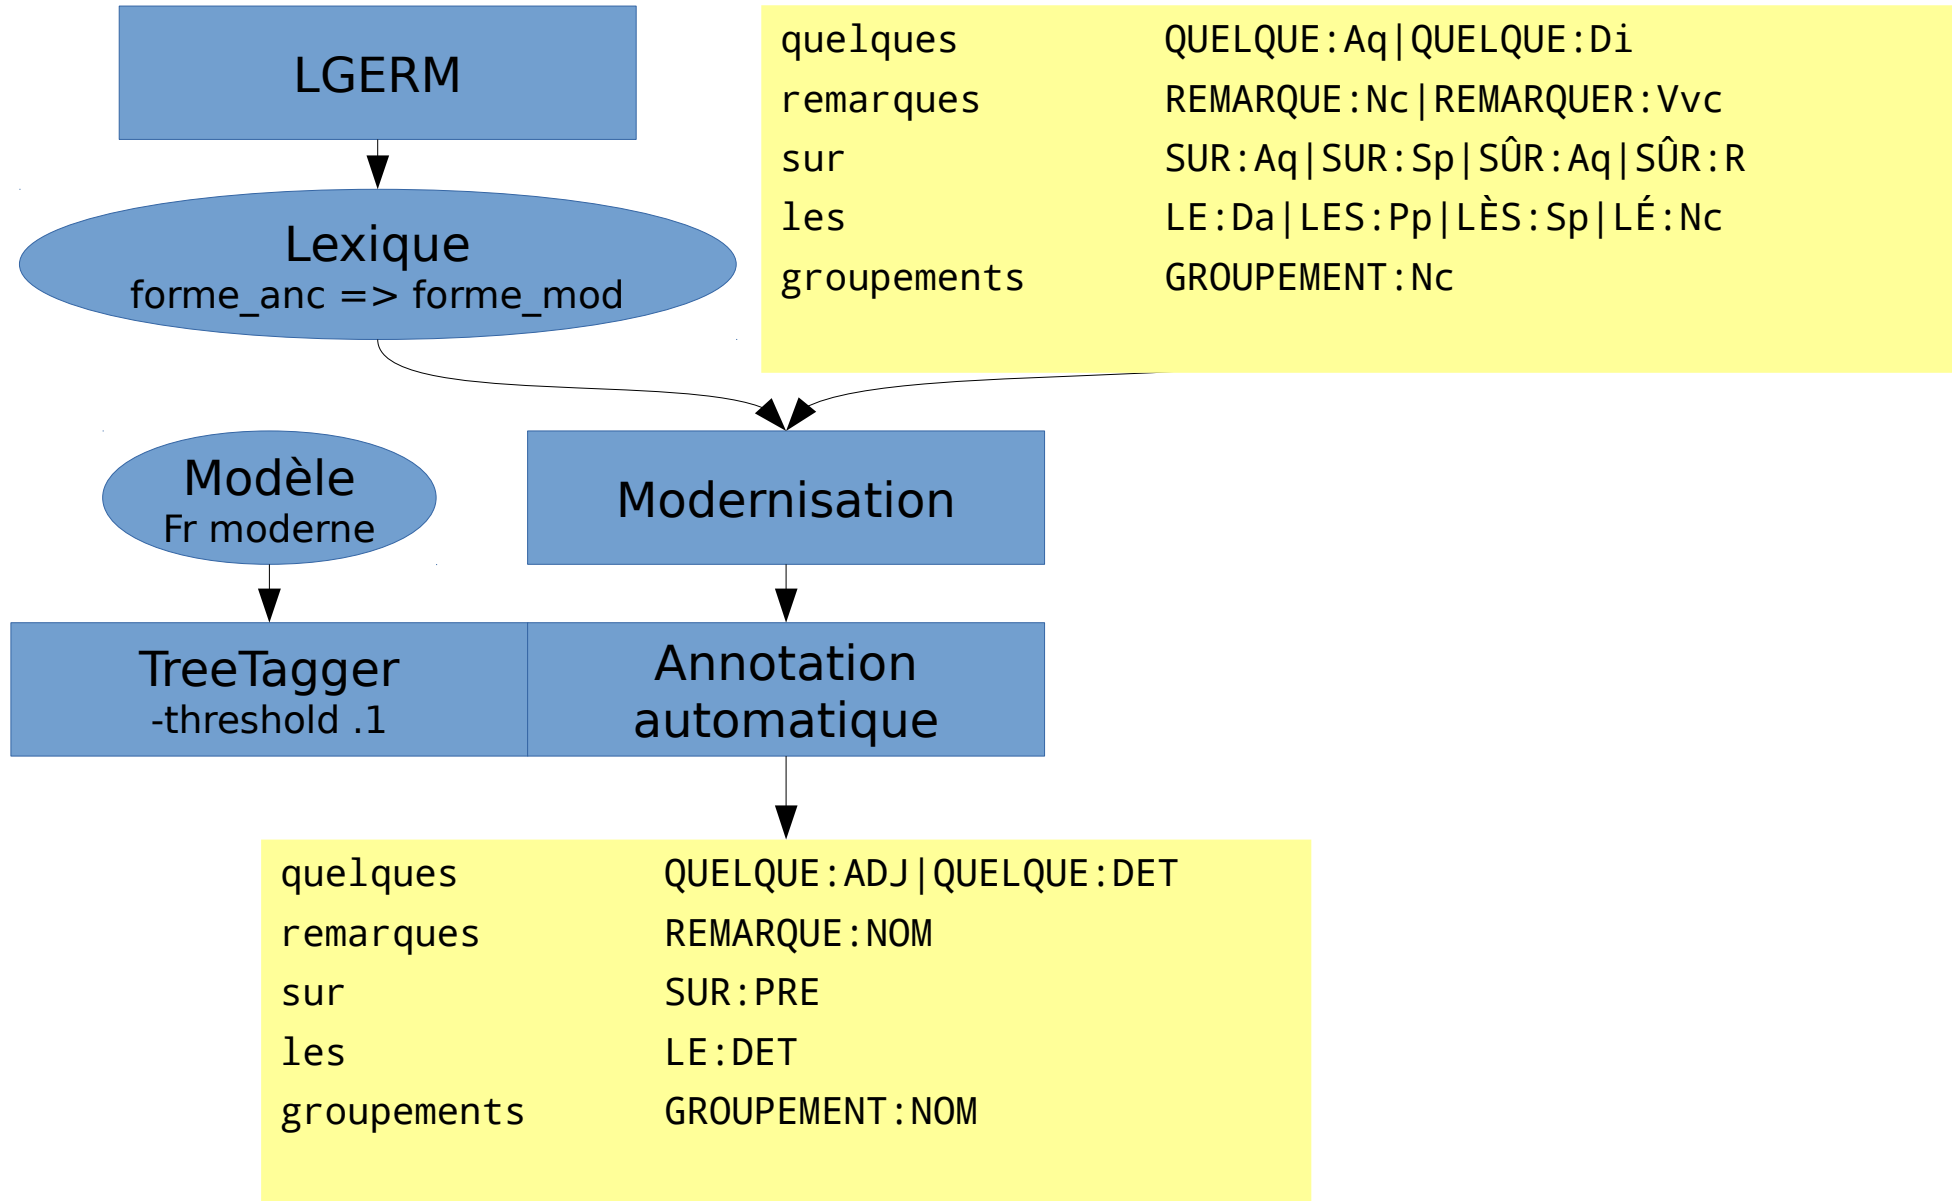 LGERM
Lexique
forme_anc => forme_mod
quelques QUELQUE:Aq|QUELQUE:Di
remarques REMARQUE:Nc|REMARQUER:Vvc
sur SUR:Aq|SUR:Sp|SÛR:Aq|SÛR:R
les LE:Da|LES:Pp|LÈS:Sp|LÉ:Nc
groupements GROUPEMENT:Nc
Modèle
Fr moderne
Modernisation
TreeTagger
-threshold .1
Annotation
automatique
quelques QUELQUE:ADJ|QUELQUE:DET
remarques REMARQUE:NOM
sur SUR:PRE
les LE:DET
groupements GROUPEMENT:NOM